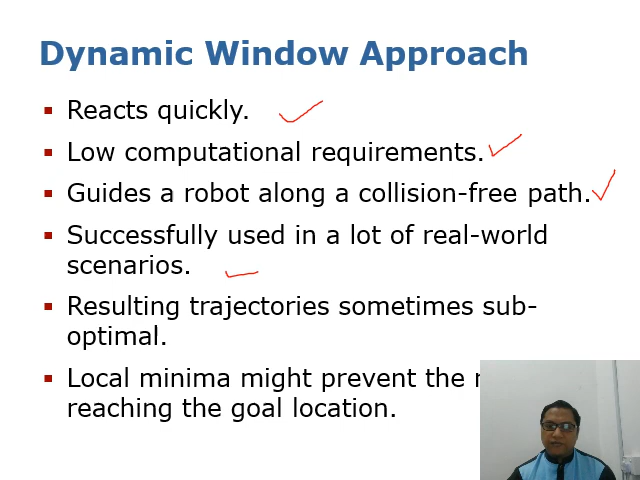 Dynamic Window Approach
Reacts quickly.
Low computational requirements.
Guides a robot along a collision-free path.
Successfully used in a lot of real-world
scenarios.
Resulting trajectories sometimes sub-
optimal.
Local minima might prevent the
reaching the goal location.